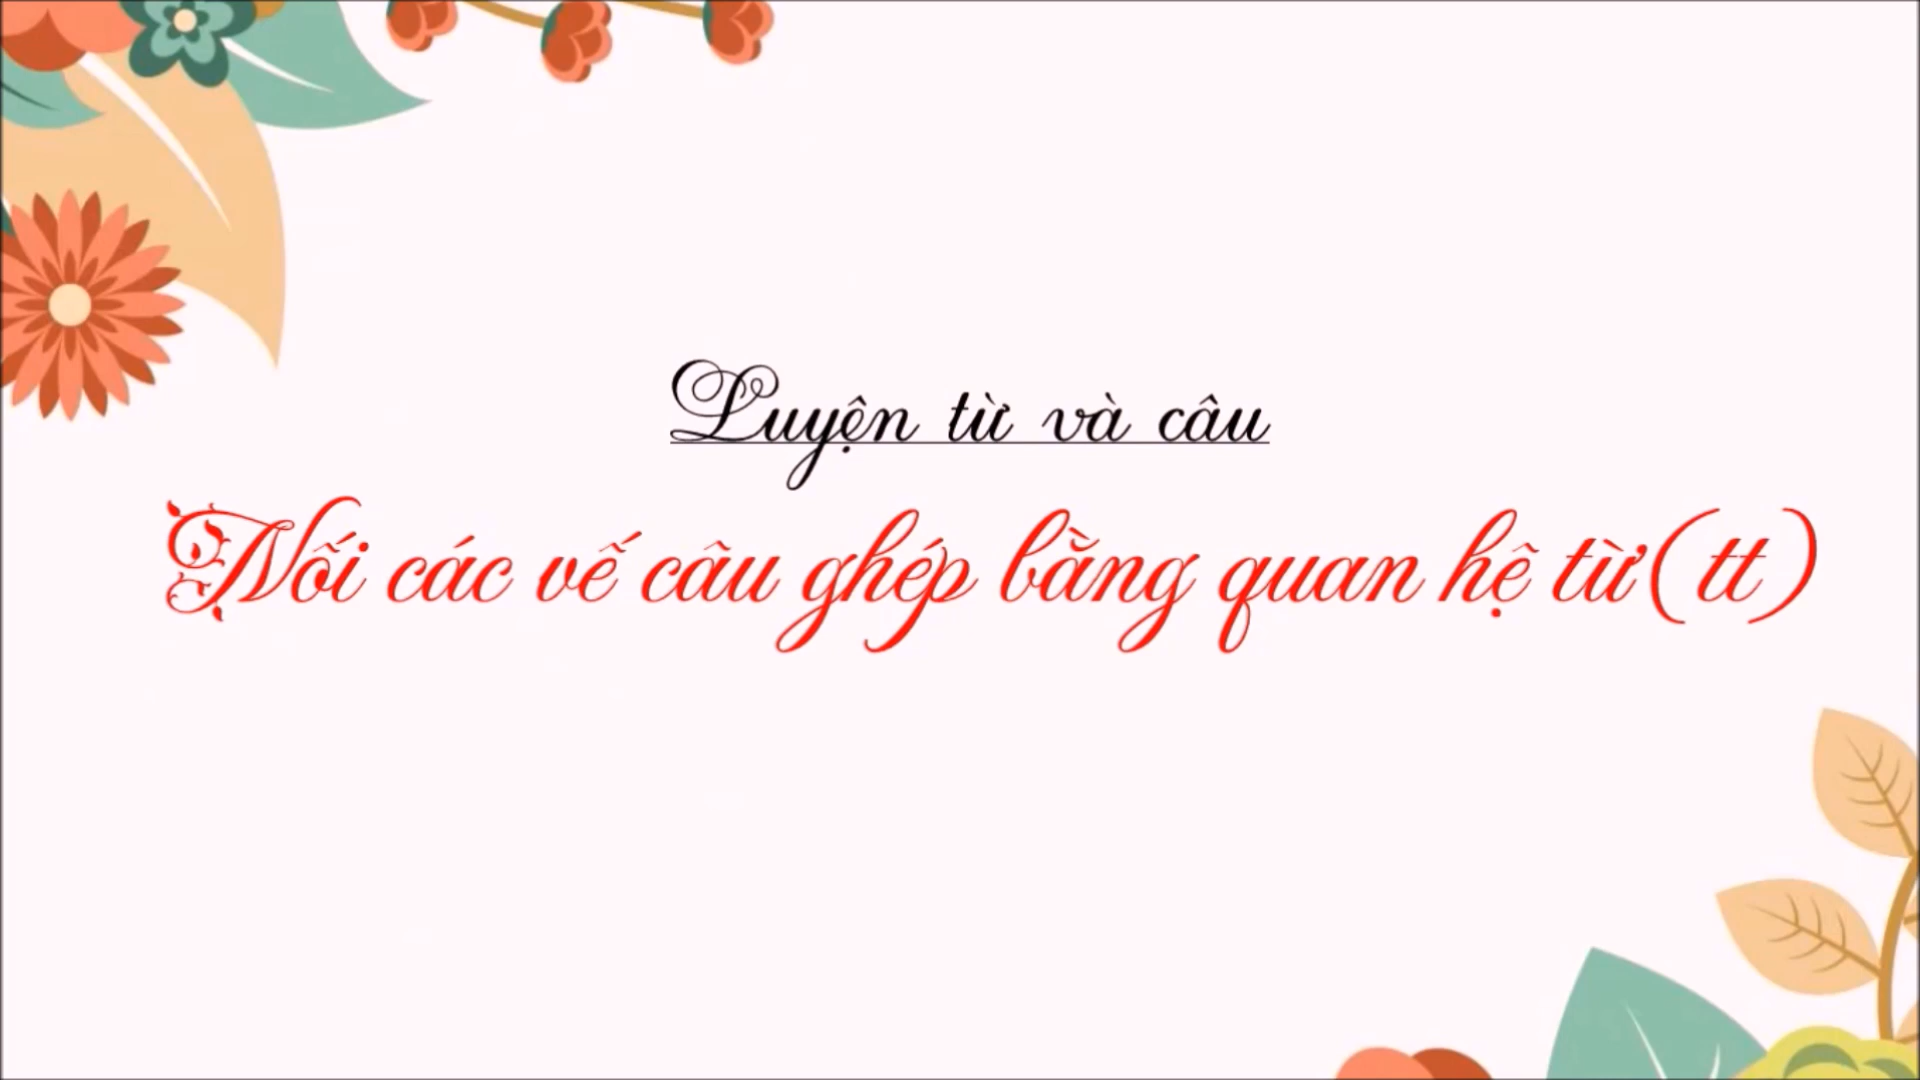 Luyện từ và câu
Nối các vế câu ghép bằng quan hệ từ (tt)